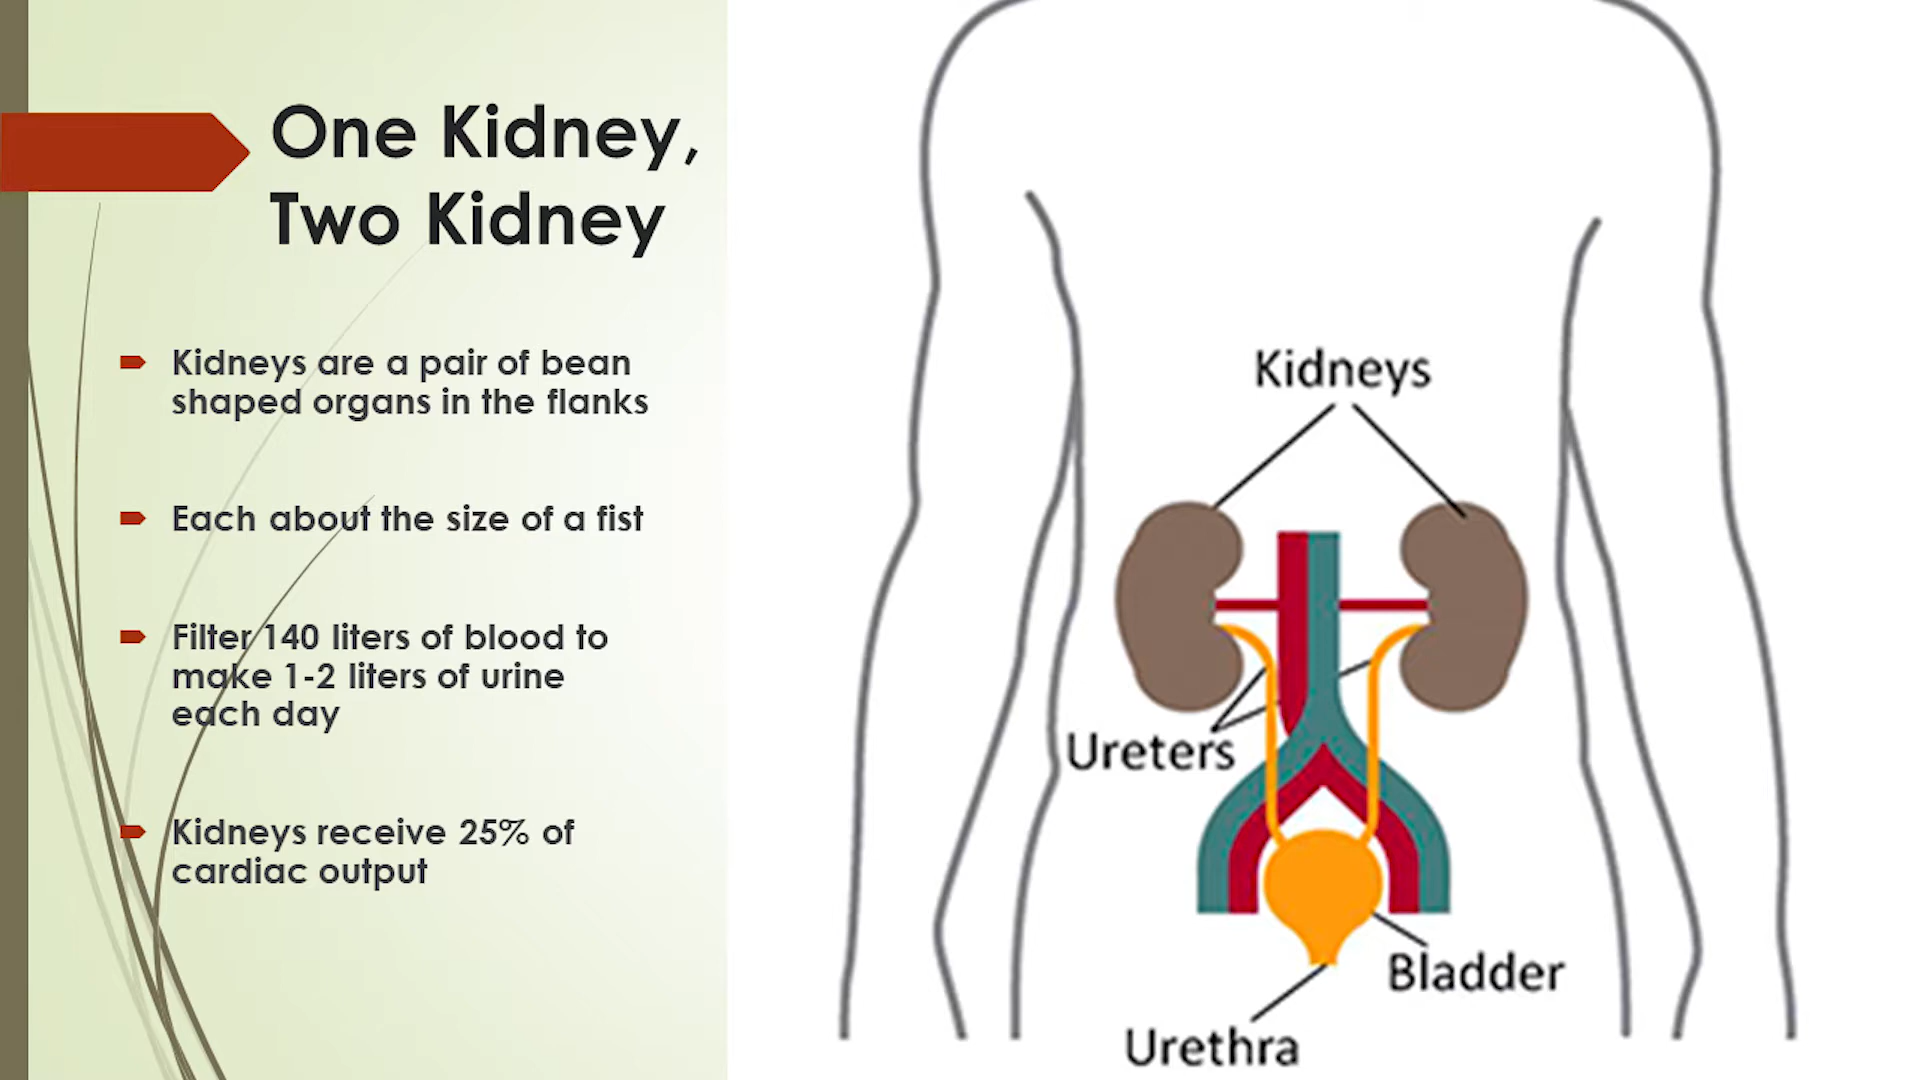 One Kidney,
Two Kidney
Kidneys are a pair of bean
shaped organs in the flanks
Each about the size of a fist
Filter 140 liters of blood to
make 1-2 liters of urine
each day
Kidneys receive 25% of
cardiac output
Kidneys
Ureters
Bladder
Urethra